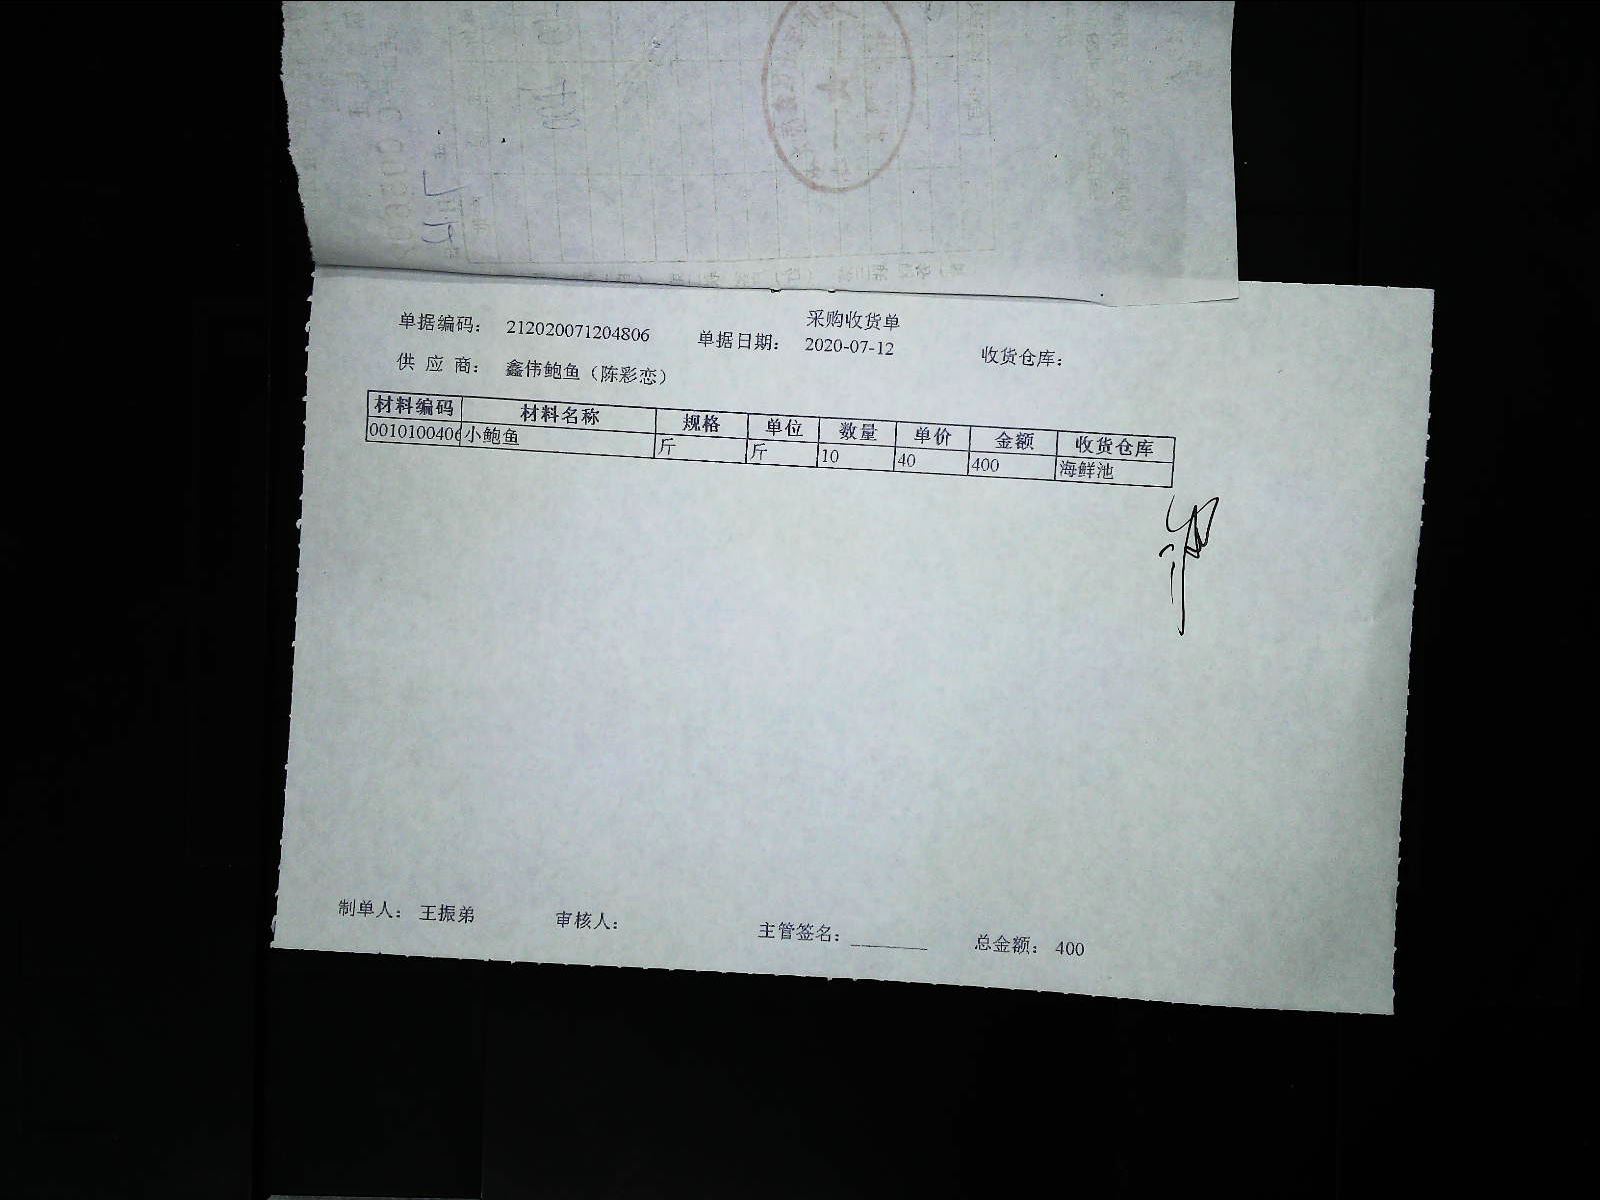 采购收货单
单据编码： 212020071204806 单据日期： 2020-07-12 收货仓库：
供 应 商： 鑫伟鲍鱼（陈彩恋）
材料编码 材料名称 规格 单位 数量 单价 金额 收货仓库
0010100406 小鲍鱼 斤 斤 10 40 400 海鲜池
制单人： 王振弟 审核人： 主管签名： ________ 总金额： 400